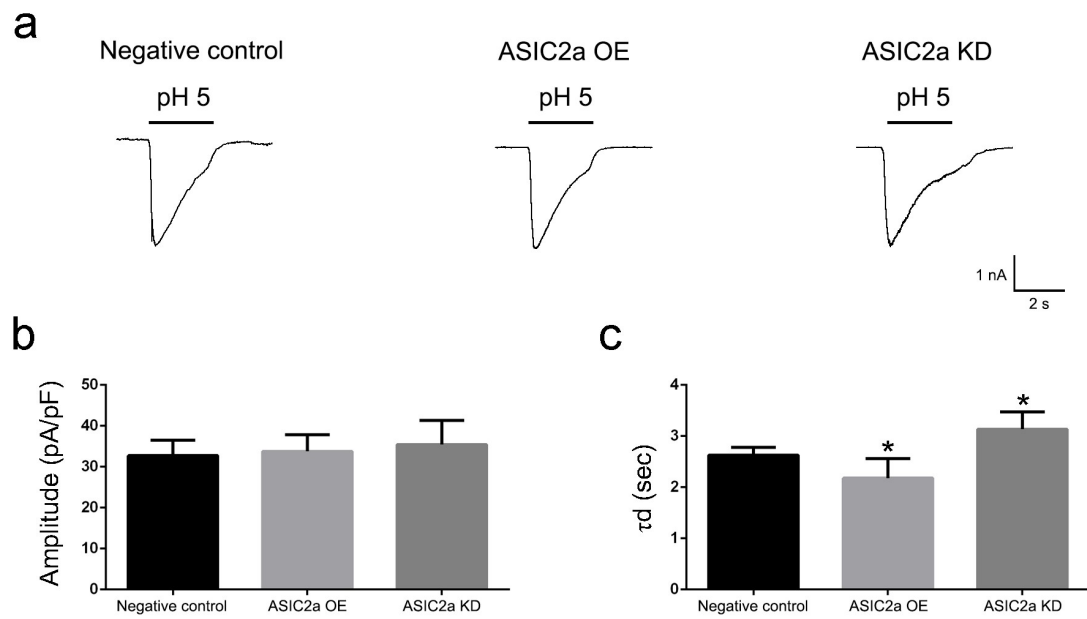 a
Negative control
ASIC2a OE
ASIC2a KD
pH 5
pH 5
pH 5
1 nA
2 s
b
Amplitude (pA/pF)
50
40
30
20
10
0
Negative control
ASIC2a OE
ASIC2a KD
c
τd (sec)
4
3
2
1
0
*
*
Negative control
ASIC2a OE
ASIC2a KD